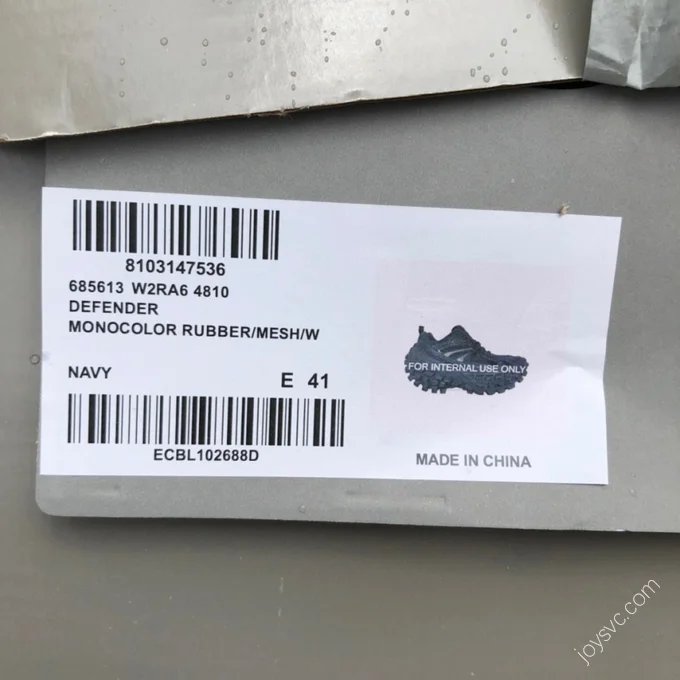 8103147536
685613 W2RA6 4810
DEFENDER
MONOCOLOR RUBBER/MESH/W
NAVY
E 41
ECBL102688D
FOR INTERNAL USE ONLY
MADE IN CHINA
joysvc.com